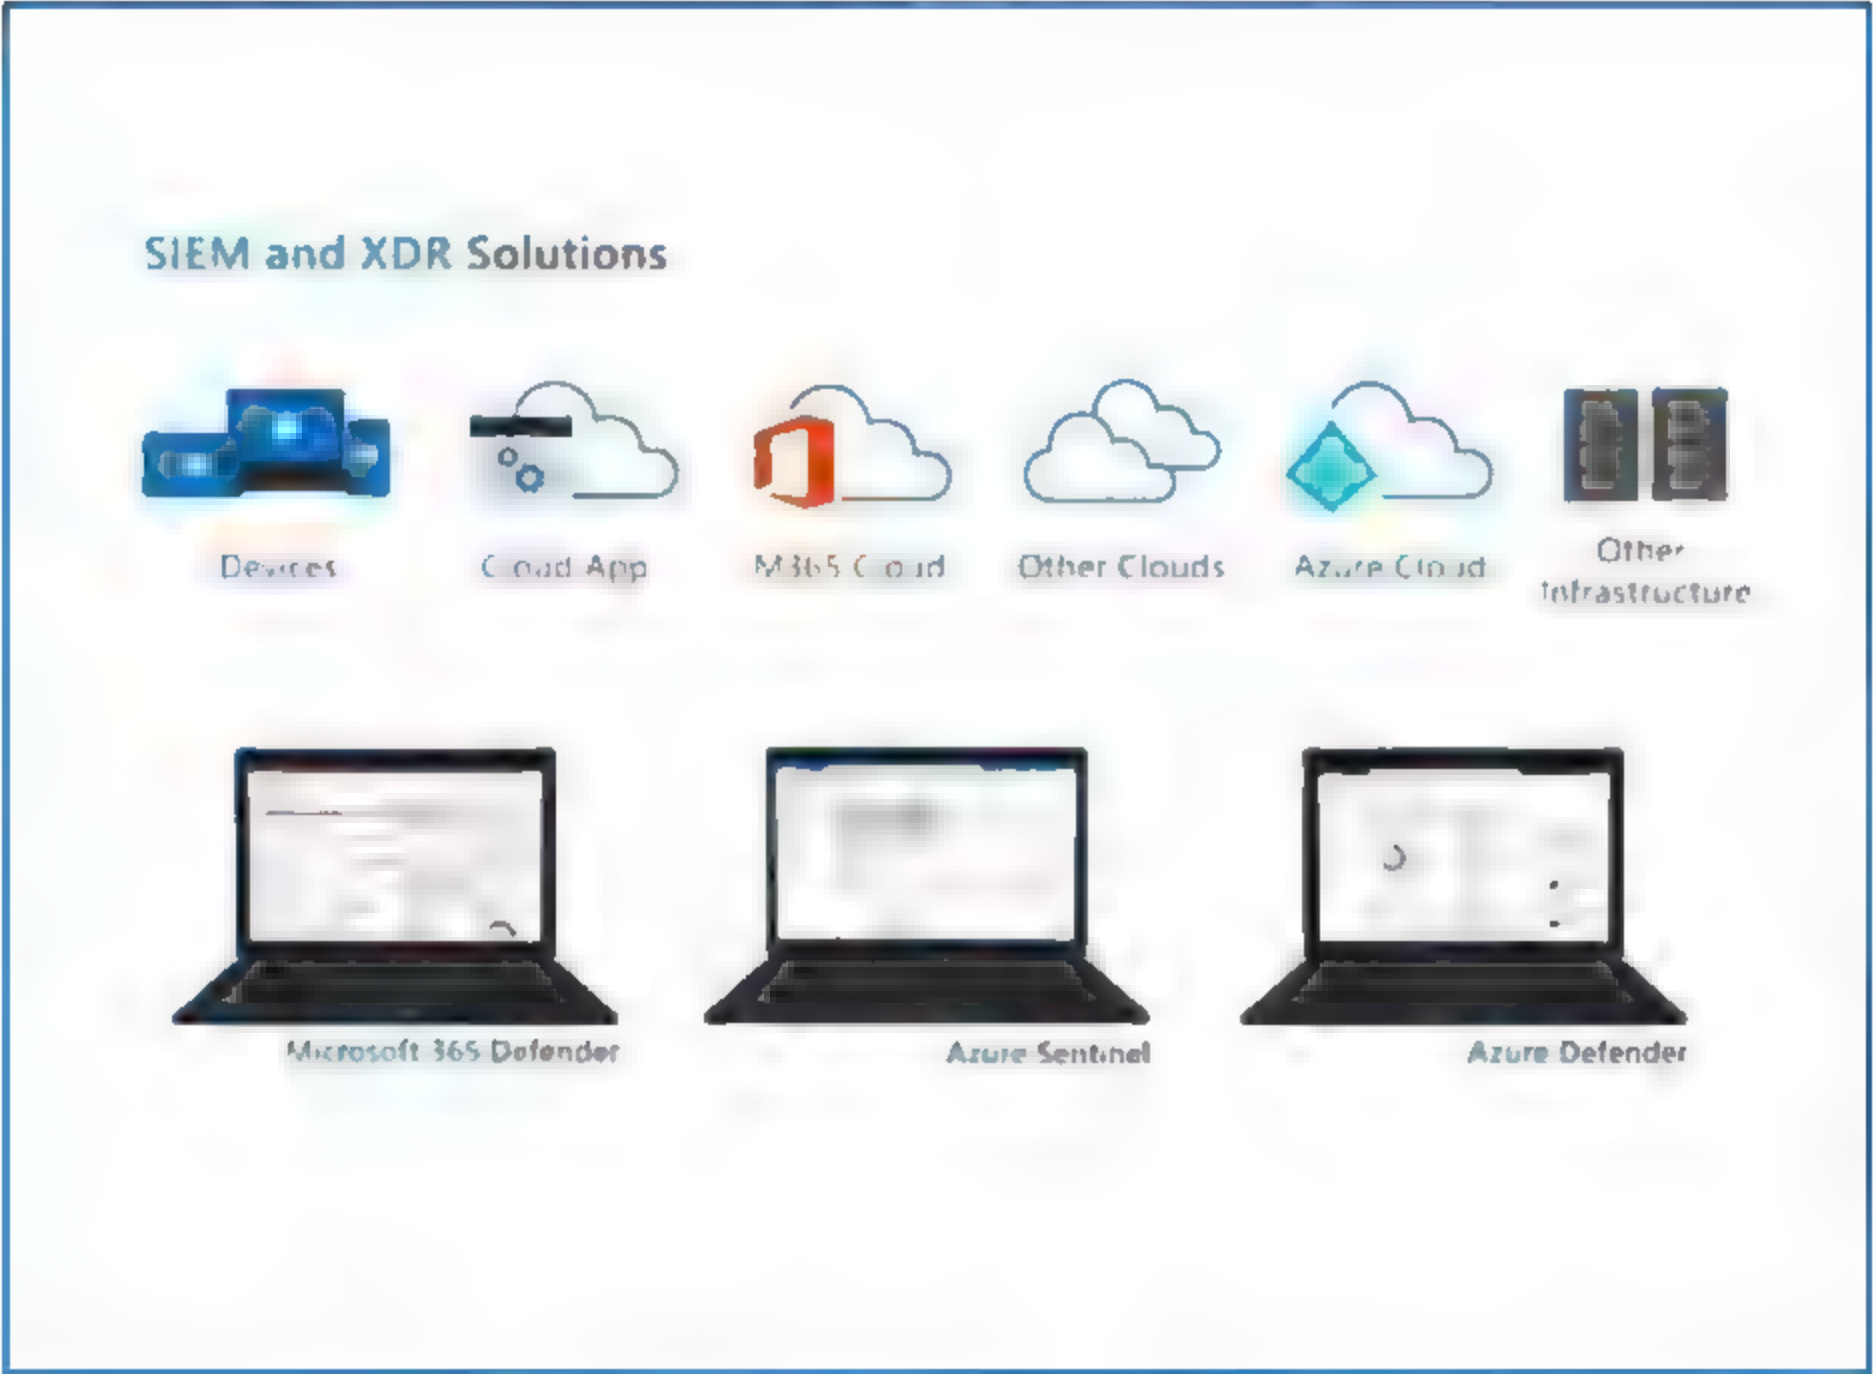 SIEM and XDR Solutions
Devices
Cloud App
M365 Cloud
Other Clouds
Azure Cloud
Other
Infrastructure
Microsoft 365 Defender
Azure Sentinel
Azure Defender